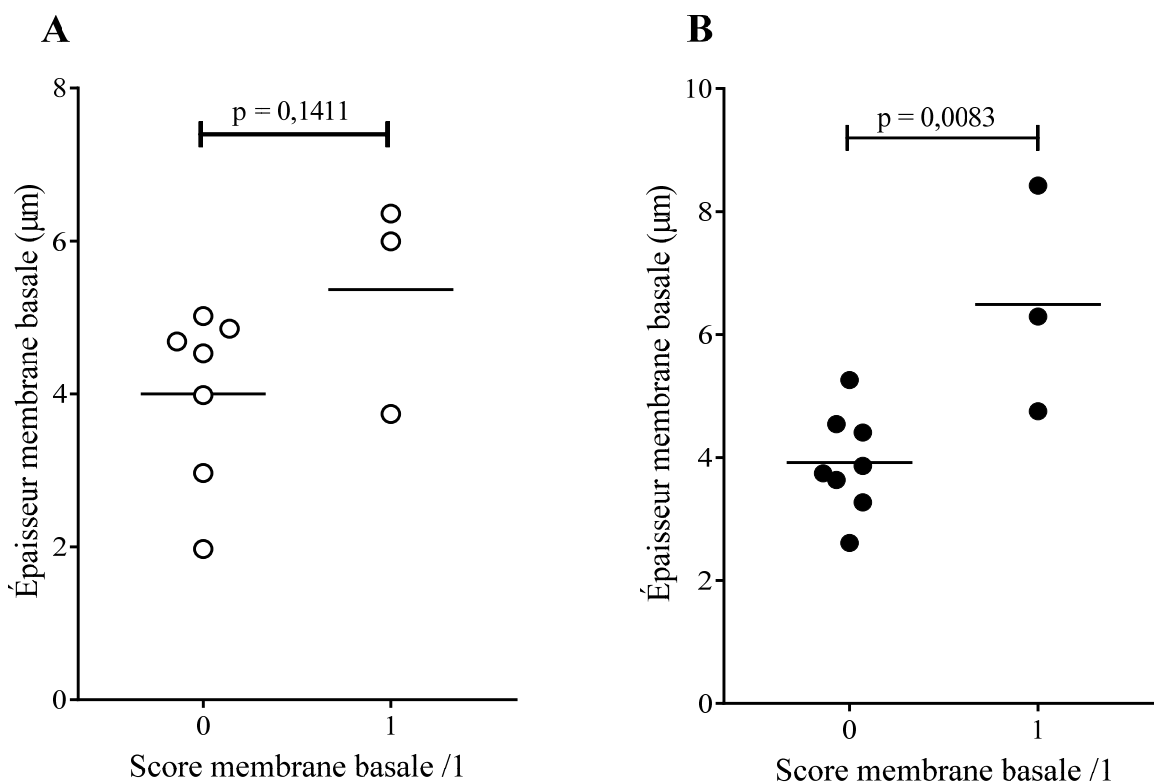 A
8
6
4
2
0
p = 0,1411
0
1
Épaisseur membrane basale (µm)
Score membrane basale /1
B
10
8
6
4
2
0
p = 0,0083
0
1
Épaisseur membrane basale (µm)
Score membrane basale /1